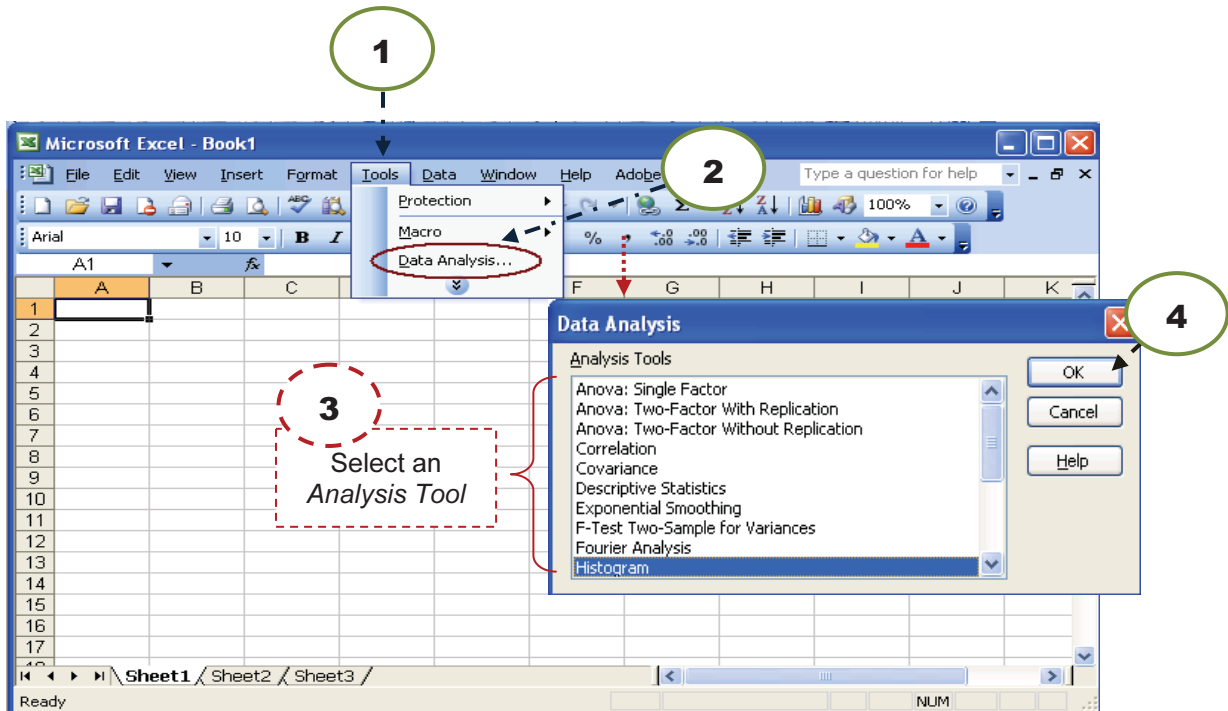 1
Microsoft Excel - Book1
2
File Edit View Insert Format Tools Data Window Help Type a question for help
Protection
100%
Arial 10 B I % ,
Macro
A1 fx
Data Analysis...
A B C F G H I J K
1
2
3
4
5
6
7
8
9
10
11
12
13
14
15
16
17
Data Analysis
4
Analysis Tools
OK
Cancel
Help
Anova: Single Factor
Anova: Two-Factor With Replication
Anova: Two-Factor Without Replication
Correlation
Covariance
Descriptive Statistics
Exponential Smoothing
F-Test Two-Sample for Variances
Fourier Analysis
Histogram
3
Select an
Analysis Tool
Sheet1 Sheet2 Sheet3
Ready NUM